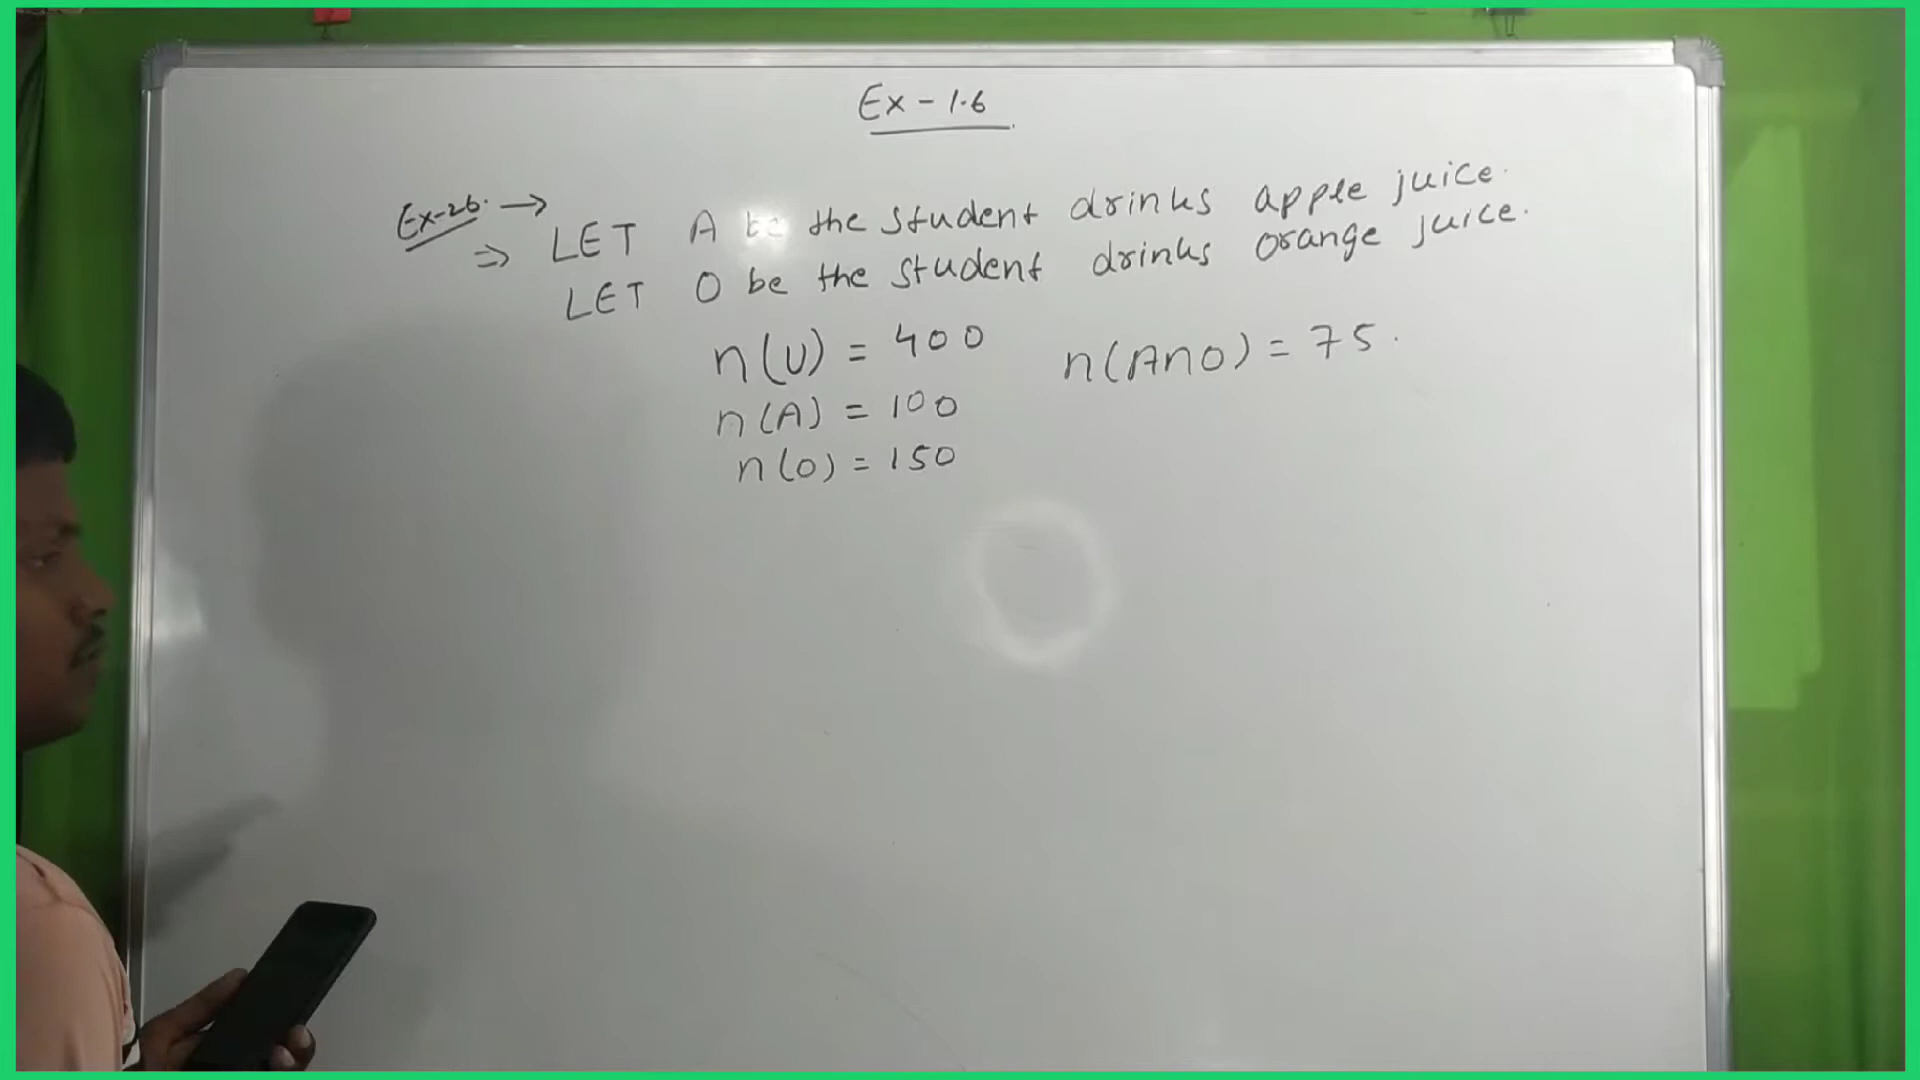 Ex - 1.6
Ex-26. →
⇒ LET A be the student drinks apple juice.
LET O be the student drinks orange juice.
n(U) = 400 n(A∩O) = 75.
n(A) = 100
n(O) = 150